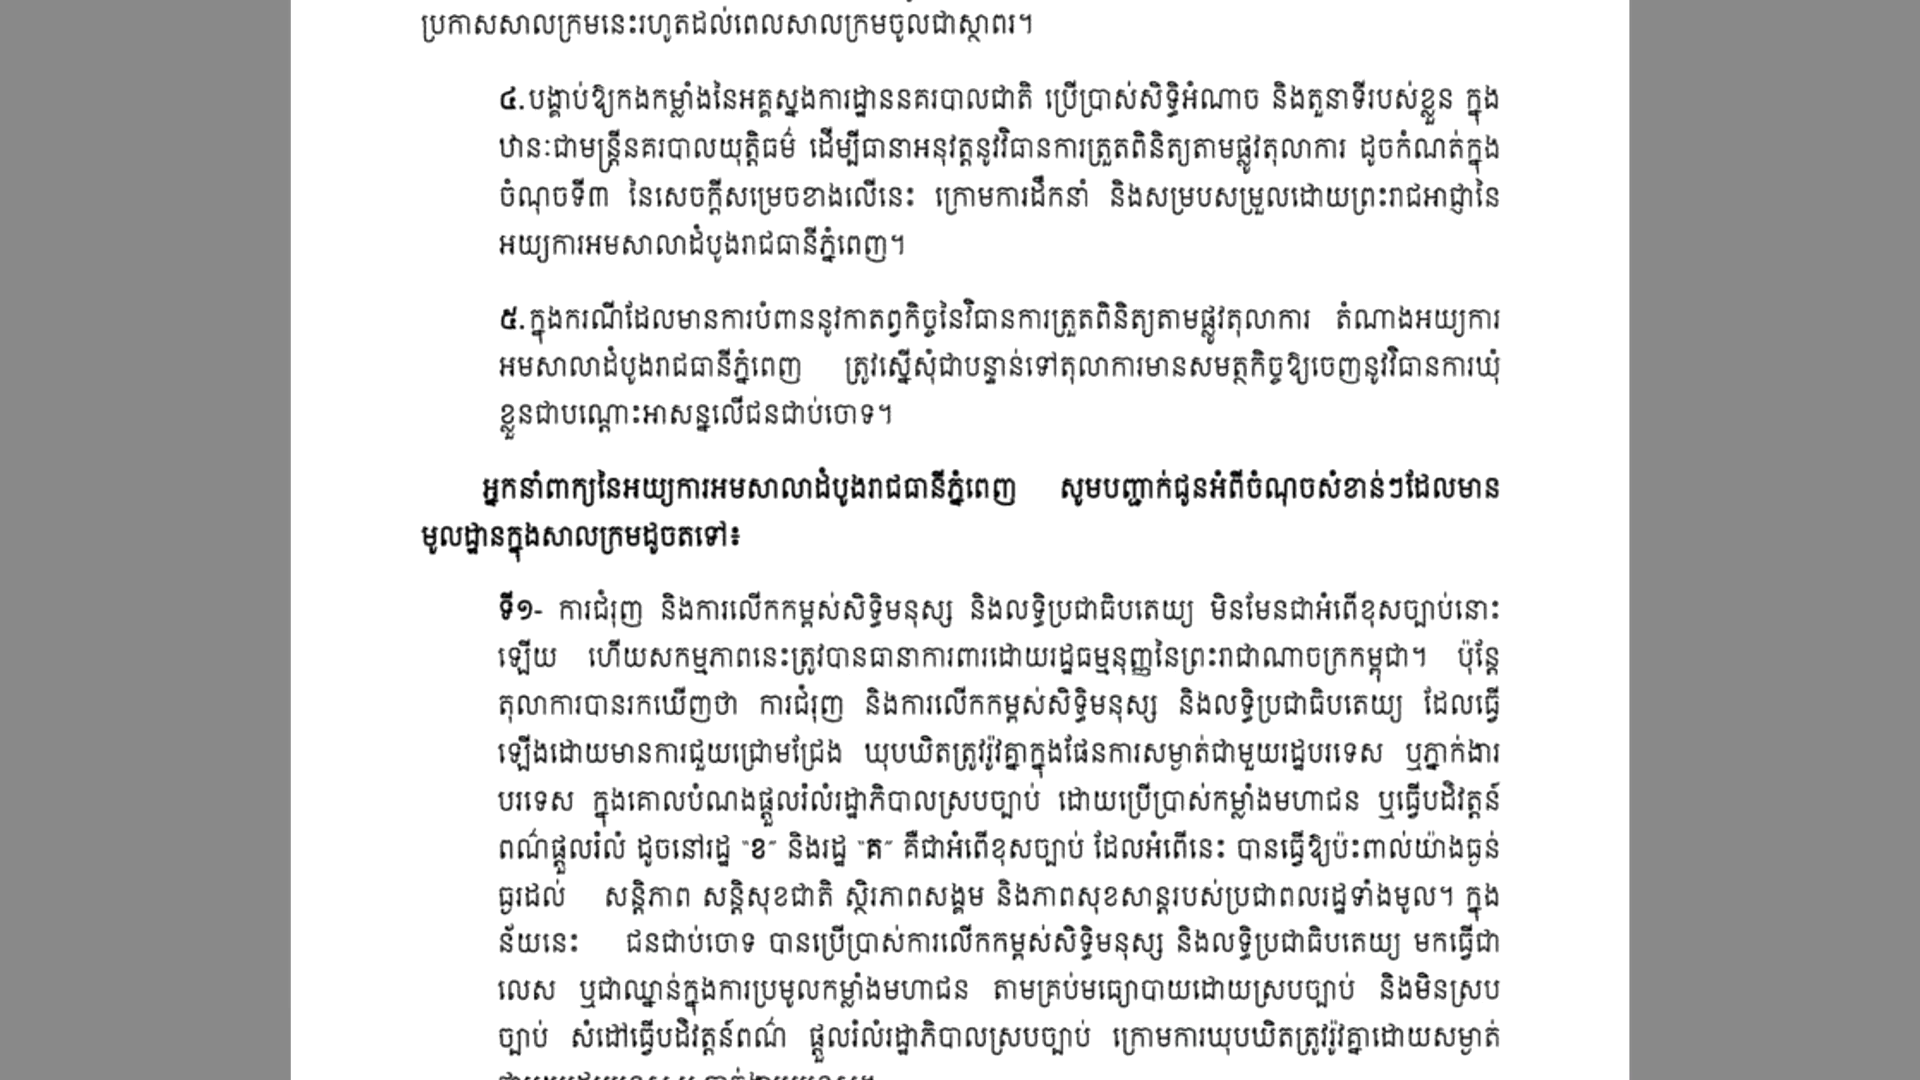 ប្រកាសសាលក្រមនេះរហូតដល់ពេលសាលក្រមចូលជាស្ថាពរ។
៤.បង្គាប់ឱ្យកងកម្លាំងនៃអគ្គស្នងការដ្ឋាននគរបាលជាតិ ប្រើប្រាស់សិទ្ធិអំណាច និងតួនាទីរបស់ខ្លួន ក្នុង
ឋានៈជាមន្ត្រីនគរបាលយុត្តិធម៌ ដើម្បីធានាអនុវត្តនូវវិធានការត្រួតពិនិត្យតាមផ្លូវតុលាការ ដូចកំណត់ក្នុង
ចំណុចទី៣ នៃសេចក្ដីសម្រេចខាងលើនេះ ក្រោមការដឹកនាំ និងសម្របសម្រួលដោយព្រះរាជអាជ្ញានៃ
អយ្យការអមសាលាដំបូងរាជធានីភ្នំពេញ។
៥.ក្នុងករណីដែលមានការបំពាននូវកាតព្វកិច្ចនៃវិធានការត្រួតពិនិត្យតាមផ្លូវតុលាការ តំណាងអយ្យការ
អមសាលាដំបូងរាជធានីភ្នំពេញ ត្រូវស្នើសុំជាបន្ទាន់ទៅតុលាការមានសមត្ថកិច្ចឱ្យចេញនូវវិធានការឃុំ
ខ្លួនជាបណ្ដោះអាសន្នលើជនជាប់ចោទ។
អ្នកនាំពាក្យនៃអយ្យការអមសាលាដំបូងរាជធានីភ្នំពេញ សូមបញ្ជាក់ជូនអំពីចំណុចសំខាន់ៗដែលមាន
មូលដ្ឋានក្នុងសាលក្រមដូចតទៅ៖
ទី១- ការជំរុញ និងការលើកកម្ពស់សិទ្ធិមនុស្ស និងលទ្ធិប្រជាធិបតេយ្យ មិនមែនជាអំពើខុសច្បាប់នោះ
ឡើយ ហើយសកម្មភាពនេះត្រូវបានធានាការពារដោយរដ្ឋធម្មនុញ្ញនៃព្រះរាជាណាចក្រកម្ពុជា។ ប៉ុន្តែ
តុលាការបានរកឃើញថា ការជំរុញ និងការលើកកម្ពស់សិទ្ធិមនុស្ស និងលទ្ធិប្រជាធិបតេយ្យ ដែលធ្វើ
ឡើងដោយមានការជួយជ្រោមជ្រែង ឃុបឃិតត្រូវរ៉ូវគ្នាក្នុងផែនការសម្ងាត់ជាមួយរដ្ឋបរទេស ឬភ្នាក់ងារ
បរទេស ក្នុងគោលបំណងផ្ដួលរំលំរដ្ឋាភិបាលស្របច្បាប់ ដោយប្រើប្រាស់កម្លាំងមហាជន ឬធ្វើបដិវត្តន៍
ពណ៌ផ្ដួលរំលំ ដូចនៅរដ្ឋ "ខ" និងរដ្ឋ "គ" គឺជាអំពើខុសច្បាប់ ដែលអំពើនេះ បានធ្វើឱ្យប៉ះពាល់យ៉ាងធ្ងន់
ធ្ងរដល់ សន្តិភាព សន្តិសុខជាតិ ស្ថិរភាពសង្គម និងភាពសុខសាន្តរបស់ប្រជាពលរដ្ឋទាំងមូល។ ក្នុង
ន័យនេះ ជនជាប់ចោទ បានប្រើប្រាស់ការលើកកម្ពស់សិទ្ធិមនុស្ស និងលទ្ធិប្រជាធិបតេយ្យ មកធ្វើជា
លេស ឬជាឈ្នាន់ក្នុងការប្រមូលកម្លាំងមហាជន តាមគ្រប់មធ្យោបាយដោយស្របច្បាប់ និងមិនស្រប
ច្បាប់ សំដៅធ្វើបដិវត្តន៍ពណ៌ ផ្ដួលរំលំរដ្ឋាភិបាលស្របច្បាប់ ក្រោមការឃុបឃិតត្រូវរ៉ូវគ្នាដោយសម្ងាត់